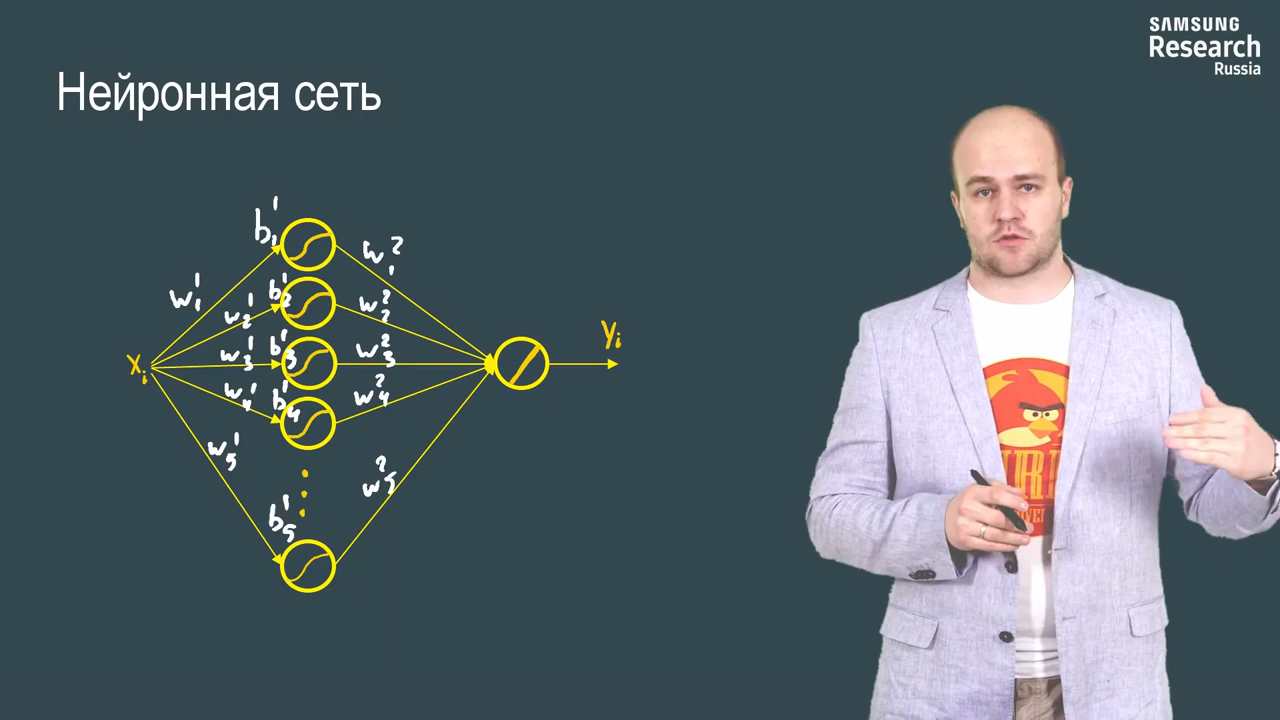 SAMSUNG
Research
Russia
Нейронная сеть
b₁¹
w₁¹
w₁²
b₂¹
w₂¹
w₂²
yᵢ
b₃¹
w₃¹
w₃²
xᵢ
w₄¹
b₄¹
w₄²
w₅¹
w₅²
b₅¹